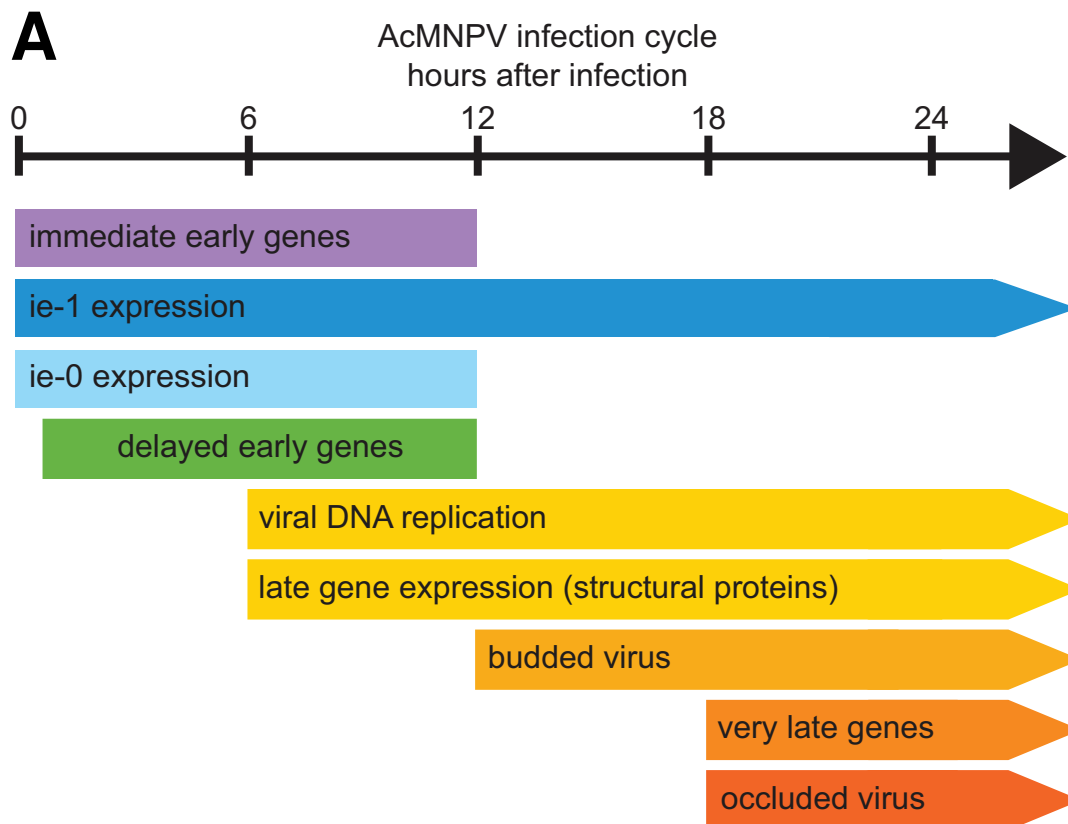 A
AcMNPV infection cycle
hours after infection
0 6 12 18 24
immediate early genes
ie-1 expression
ie-0 expression
delayed early genes
viral DNA replication
late gene expression (structural proteins)
budded virus
very late genes
occluded virus